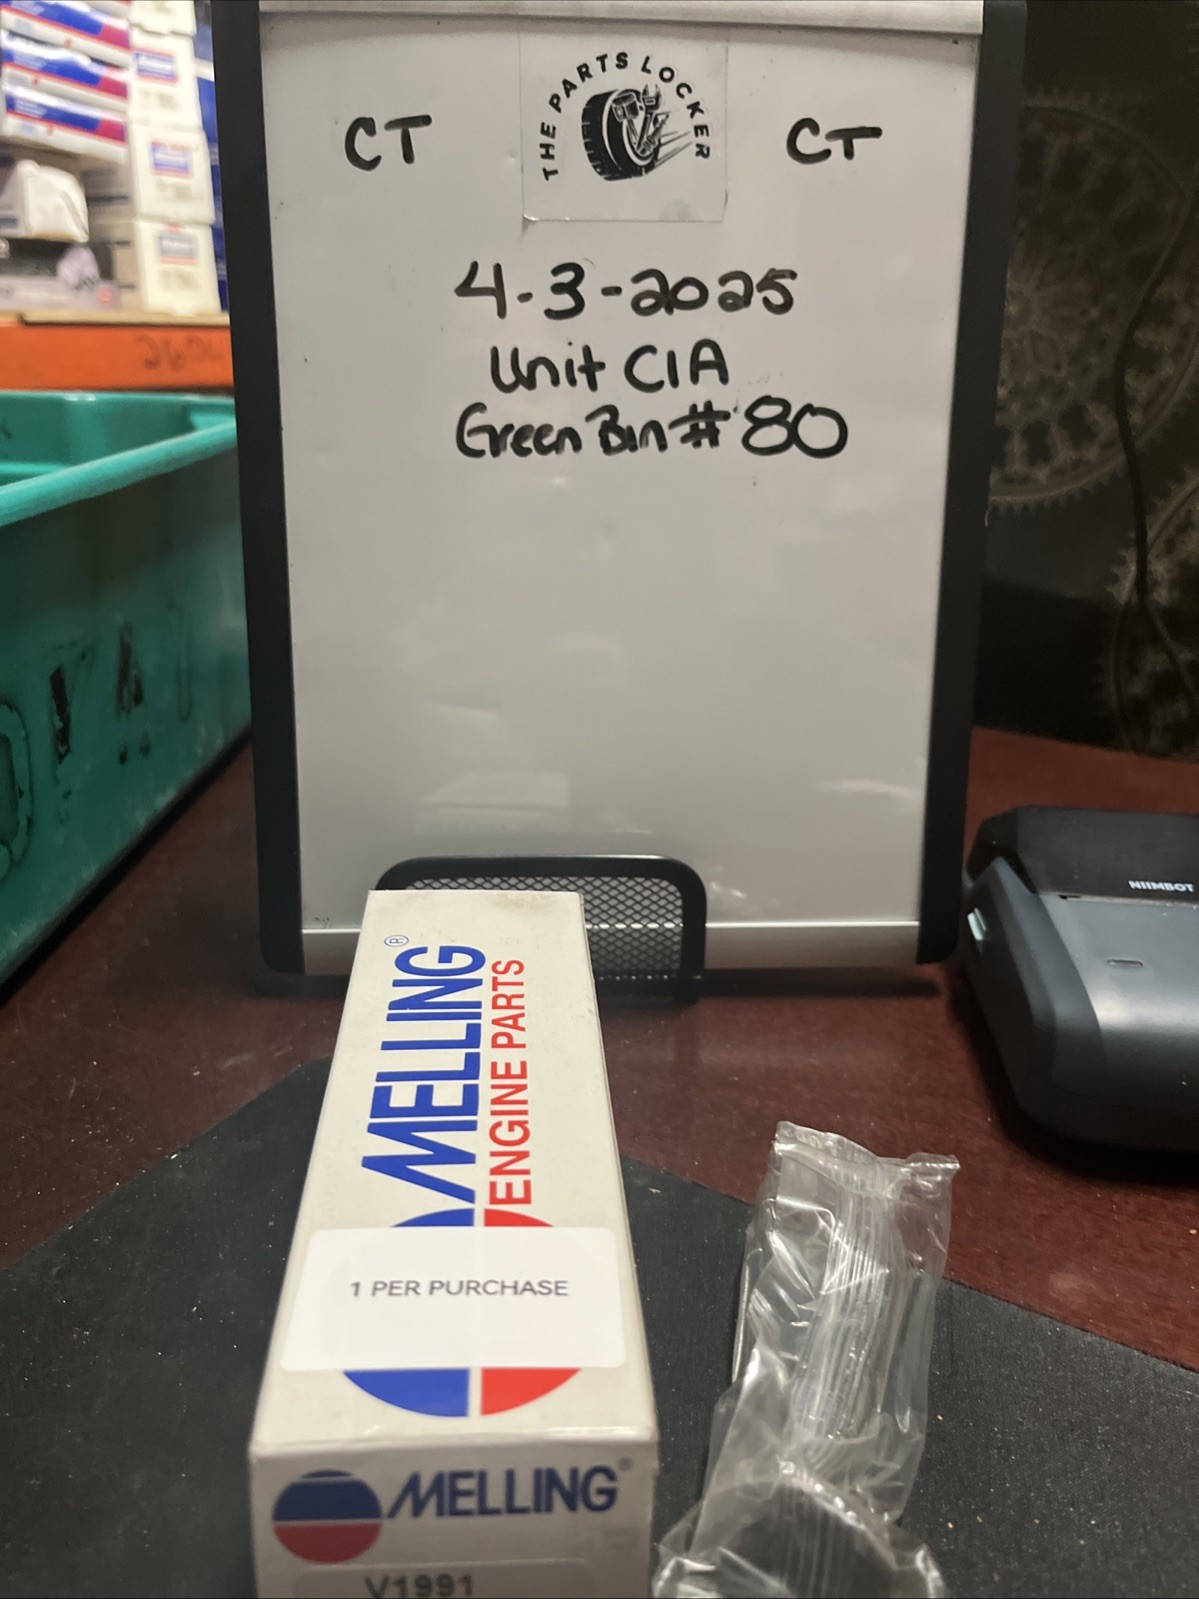 THE PARTS LOCKER
CT CT
4-3-2025
Unit C1A
Green Bin # 80
NIIMBOT
MELLING®
ENGINE PARTS
1 PER PURCHASE
MELLING®
V1991